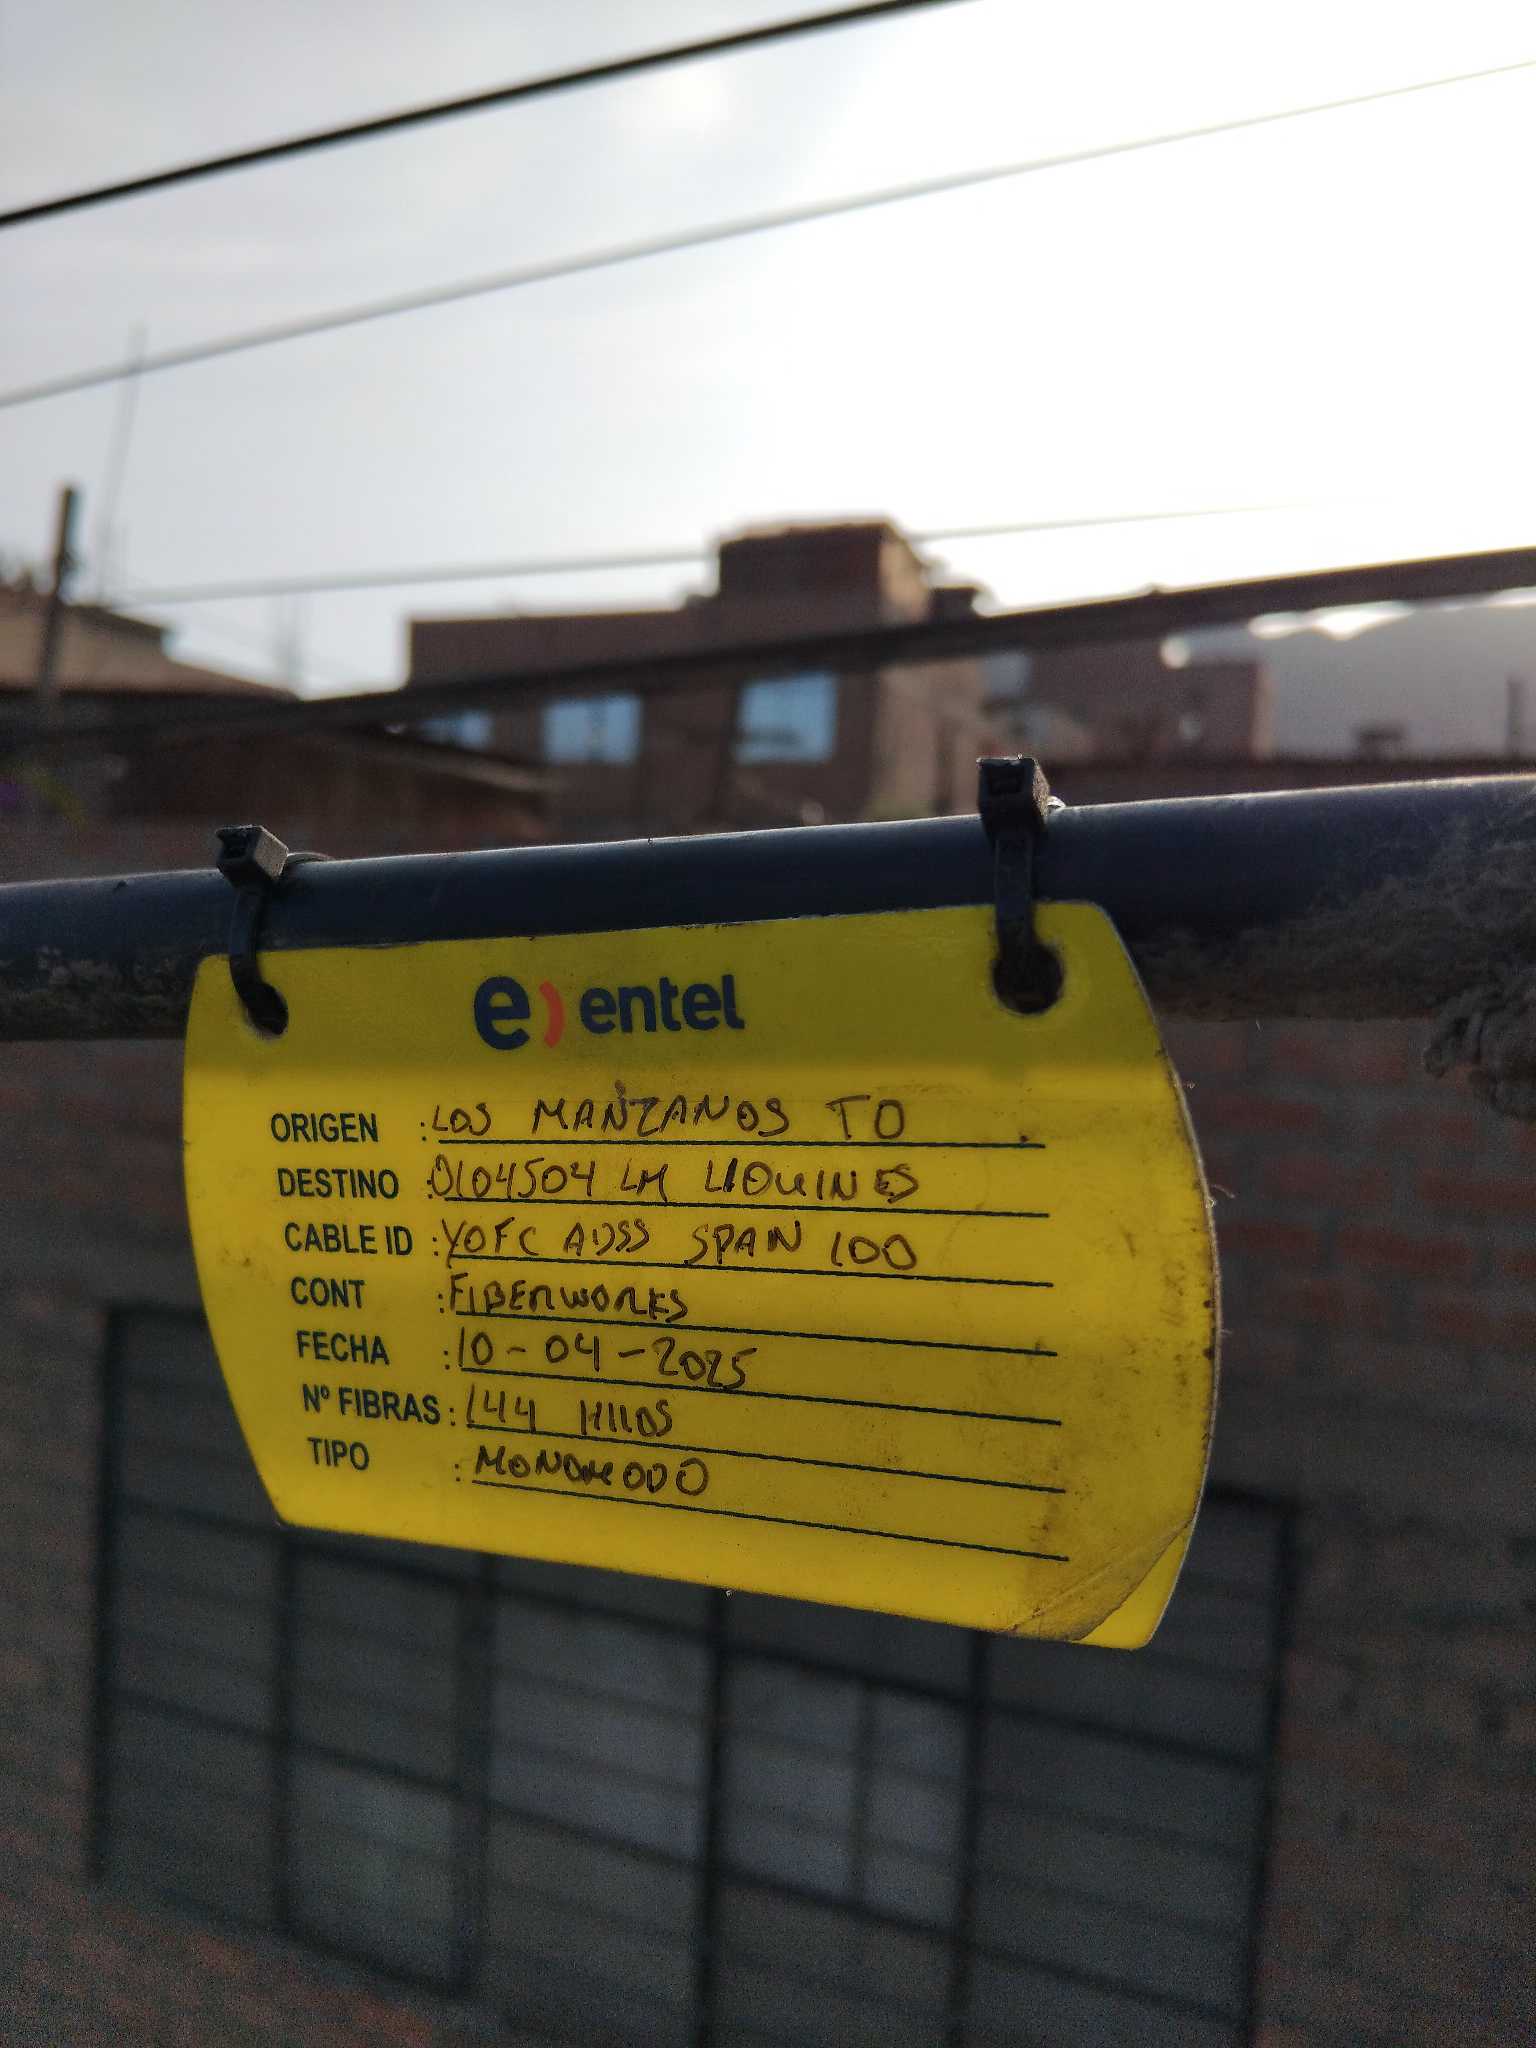 e) entel
ORIGEN : LOS MANZANOS TO
DESTINO : 0104504 LM LIQUINES
CABLE ID : YOFC ADSS SPAN 100
CONT : FIBERWORKS
FECHA : 10-04-2025
Nº FIBRAS : 144 HILOS
TIPO : MONOMODO